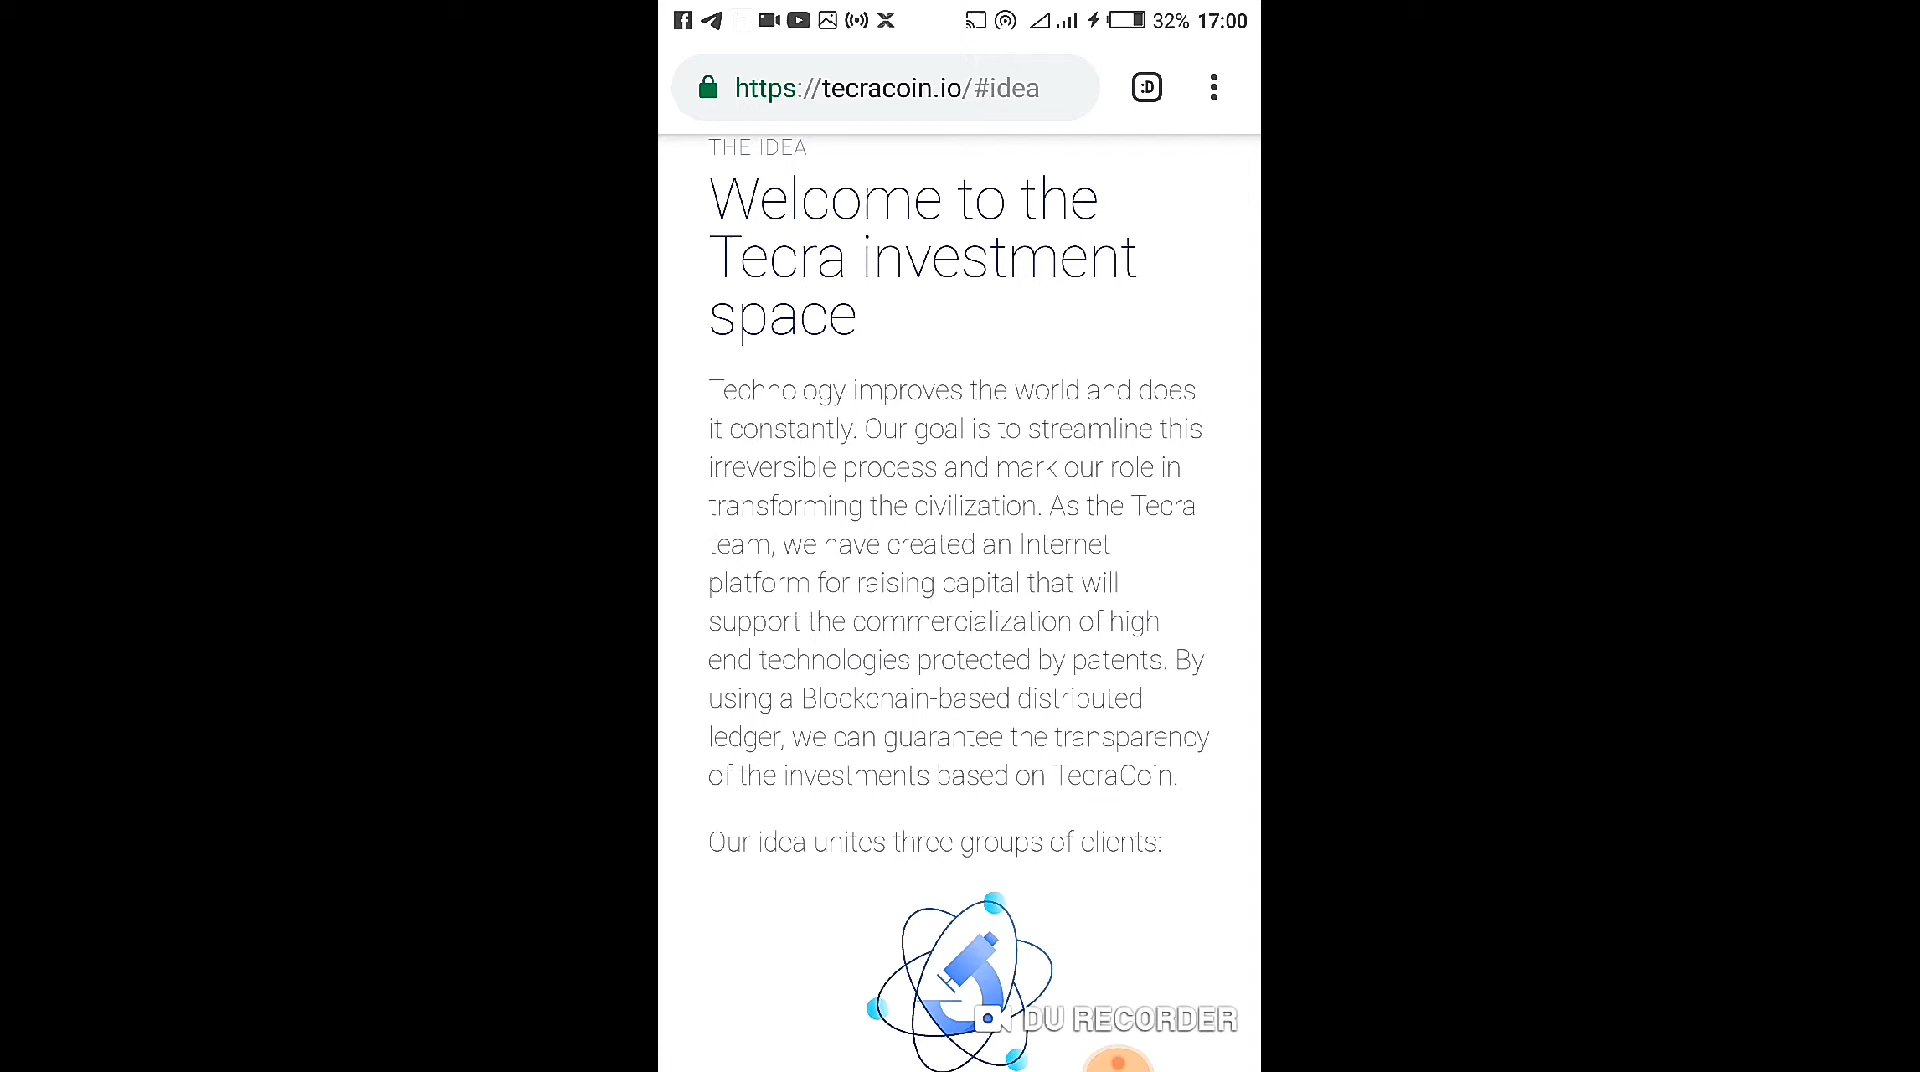 32% 17:00
https://tecracoin.io/#idea
:D
THE IDEA
Welcome to the
Tecra investment
space
Technology improves the world and does
it constantly. Our goal is to streamline this
irreversible process and mark our role in
transforming the civilization. As the Tecra
team, we have created an Internet
platform for raising capital that will
support the commercialization of high
end technologies protected by patents. By
using a Blockchain-based distributed
ledger, we can guarantee the transparency
of the investments based on TecraCoin.
Our idea unites three groups of clients:
DU RECORDER